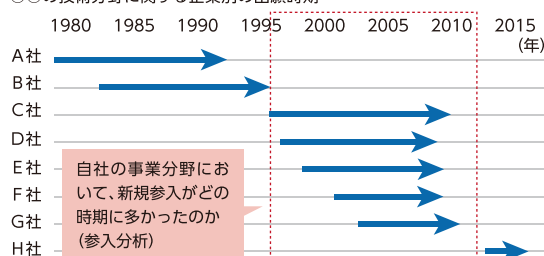 1980 1985 1990 1995 2000 2005 2010 2015
(年)
A社
B社
C社
D社
E社
自社の事業分野にお
いて、新規参入がどの
時期に多かったのか
(参入分析)
F社
G社
H社